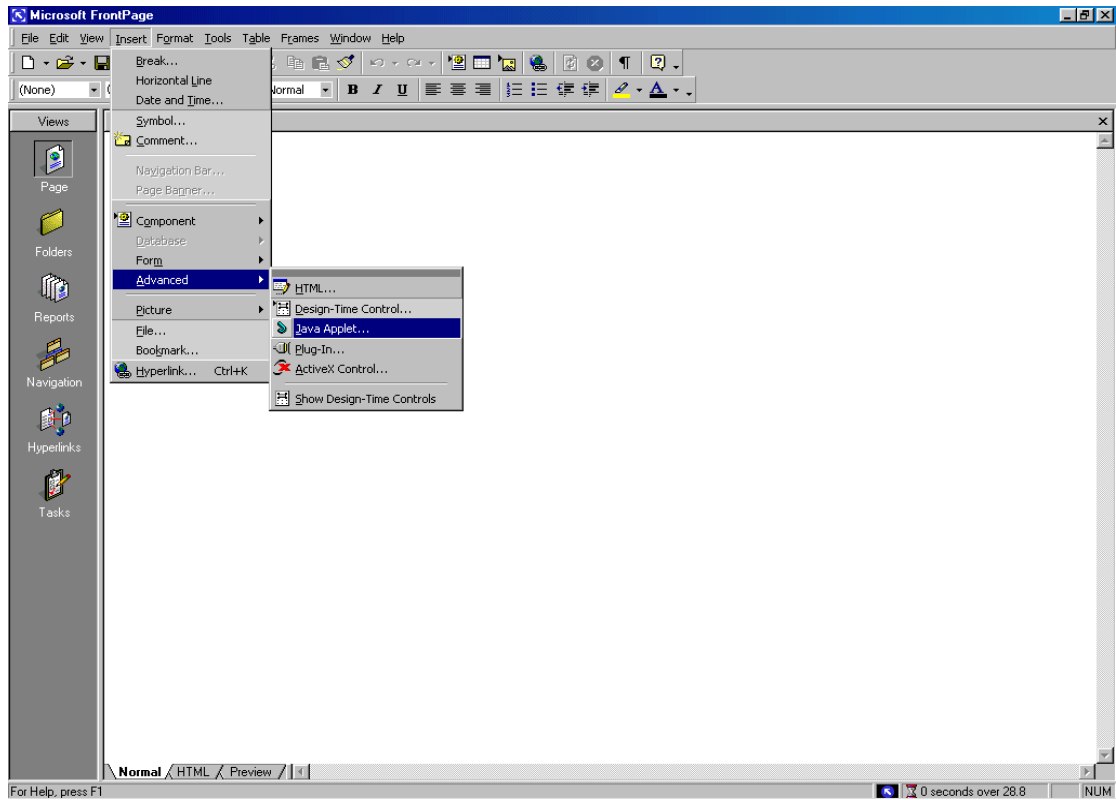 Microsoft FrontPage
File Edit View Insert Format Tools Table Frames Window Help
(None) Normal B I U A
Views
Page
Folders
Reports
Navigation
Hyperlinks
Tasks
Break...
Horizontal Line
Date and Time...
Symbol...
Comment...
Navigation Bar...
Page Banner...
Component
Database
Form
Advanced
Picture
File...
Bookmark...
Hyperlink... Ctrl+K
HTML...
Design-Time Control...
Java Applet...
Plug-In...
ActiveX Control...
Show Design-Time Controls
Normal HTML Preview
For Help, press F1 0 seconds over 28.8 NUM